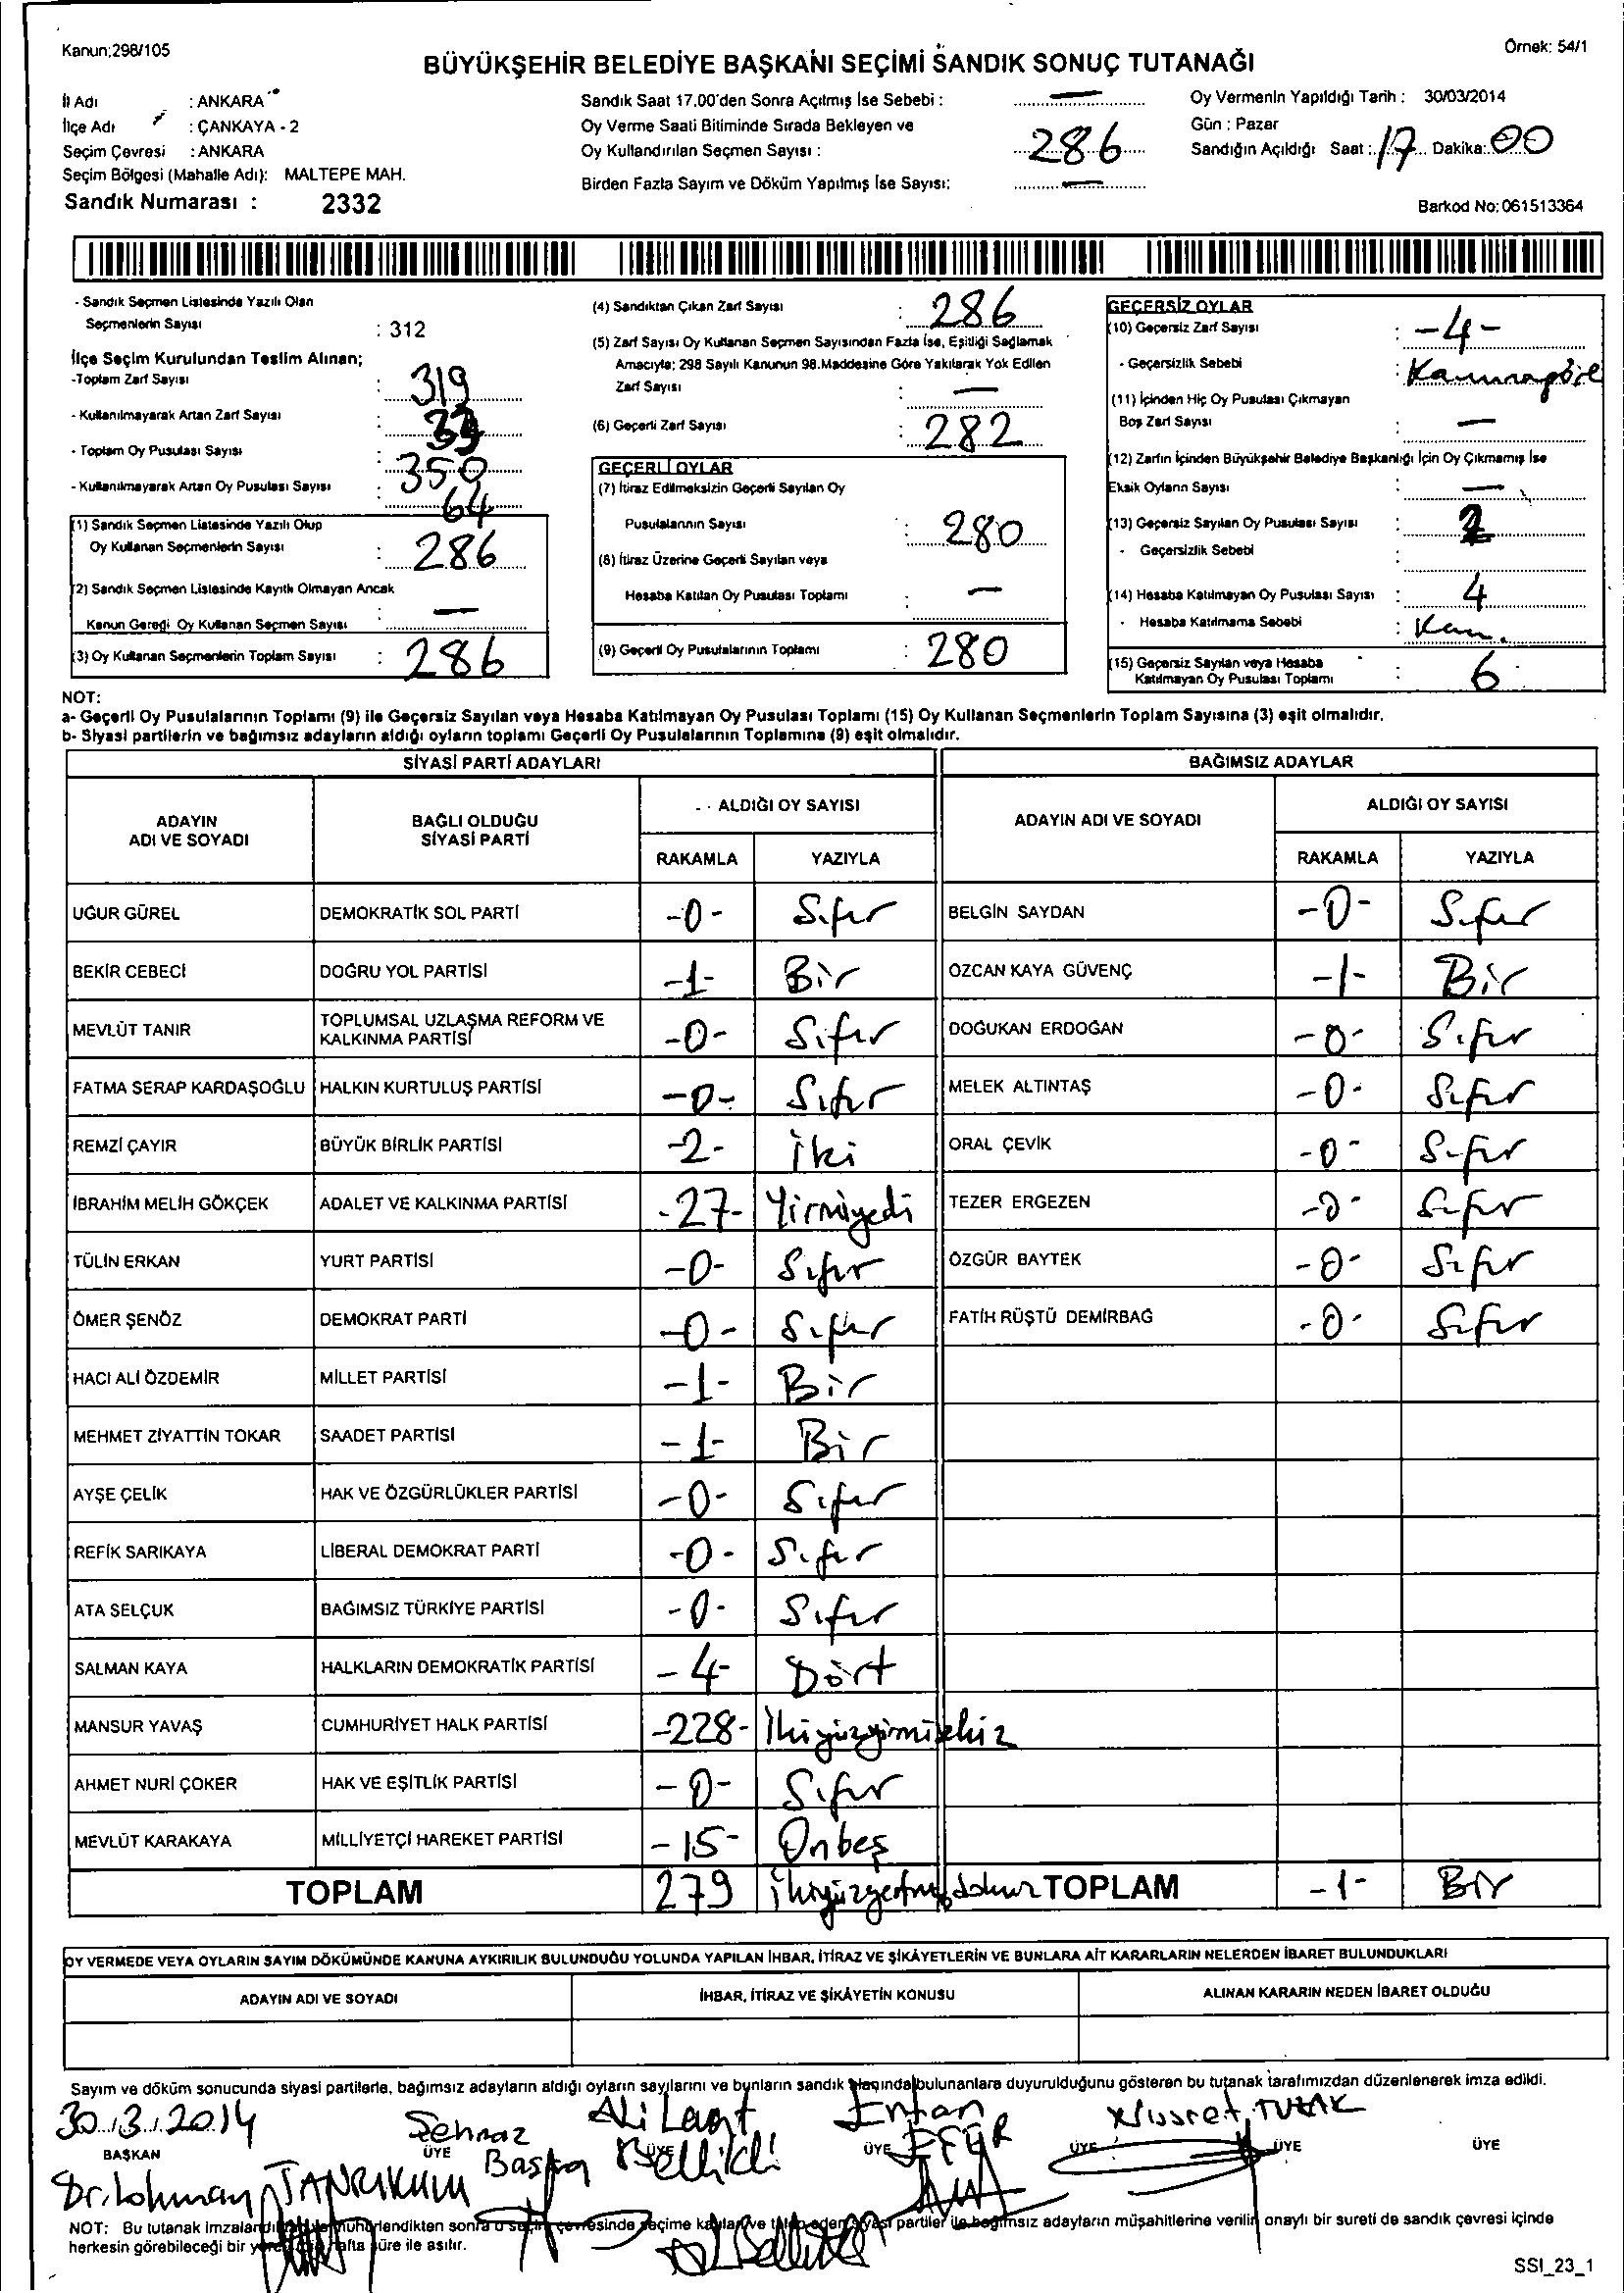 Kanun;298/105
Örnek: 54/1
BÜYÜKŞEHİR BELEDİYE BAŞKANI SEÇİMİ SANDIK SONUÇ TUTANAĞI
İl Adı : ANKARA
İlçe Adı : ÇANKAYA - 2
Seçim Çevresi : ANKARA
Seçim Bölgesi (Mahalle Adı): MALTEPE MAH.
Sandık Numarası : 2332
Sandık Saat 17.00'den Sonra Açılmış İse Sebebi : —
Oy Verme Saati Bitiminde Sırada Bekleyen ve
Oy Kullandırılan Seçmen Sayısı : 286
Birden Fazla Sayım ve Döküm Yapılmış İse Sayısı: —
Oy Vermenin Yapıldığı Tarih : 30/03/2014
Gün : Pazar
Sandığın Açıldığı Saat : 17 Dakika: 00
Barkod No: 061513364
- Sandık Seçmen Listesinde Yazılı Olan
Seçmenlerin Sayısı : 312
İlçe Seçim Kurulundan Teslim Alınan;
-Toplam Zarf Sayısı : 319
- Kullanılmayarak Artan Zarf Sayısı :
- Toplam Oy Pusulası Sayısı : 350
- Kullanılmayarak Artan Oy Pusulası Sayısı : 64
(1) Sandık Seçmen Listesinde Yazılı Olup
Oy Kullanan Seçmenlerin Sayısı : 286
(2) Sandık Seçmen Listesinde Kayıtlı Olmayan Ancak
Kanun Gereği Oy Kullanan Seçmen Sayısı : —
(3) Oy Kullanan Seçmenlerin Toplam Sayısı : 286
(4) Sandıktan Çıkan Zarf Sayısı : 286
(5) Zarf Sayısı Oy Kullanan Seçmen Sayısından Fazla İse, Eşitliği Sağlamak
Amacıyla; 298 Sayılı Kanunun 98.Maddesine Göre Yakılarak Yok Edilen
Zarf Sayısı : —
(6) Geçerli Zarf Sayısı : 282
GEÇERLİ OYLAR
(7) İtiraz Edilmeksizin Geçerli Sayılan Oy
Pusulalarının Sayısı : 280
(8) İtiraz Üzerine Geçerli Sayılan veya
Hesaba Katılan Oy Pusulası Toplamı : —
(9) Geçerli Oy Pusulalarının Toplamı : 280
GEÇERSİZ OYLAR
(10) Geçersiz Zarf Sayısı : -4-
- Geçersizlik Sebebi :
(11) İçinden Hiç Oy Pusulası Çıkmayan
Boş Zarf Sayısı : —
(12) Zarfın İçinden Büyükşehir Belediye Başkanlığı İçin Oy Çıkmamış İse
Eksik Oyların Sayısı : —
(13) Geçersiz Sayılan Oy Pusulası Sayısı : 2
- Geçersizlik Sebebi :
(14) Hesaba Katılmayan Oy Pusulası Sayısı : 4
- Hesaba Katılmama Sebebi : Kan.
(15) Geçersiz Sayılan veya Hesaba
Katılmayan Oy Pusulası Toplamı : 6
NOT:
a- Geçerli Oy Pusulalarının Toplamı (9) ile Geçersiz Sayılan veya Hesaba Katılmayan Oy Pusulası Toplamı (15) Oy Kullanan Seçmenlerin Toplam Sayısına (3) eşit olmalıdır.
b- Siyasi partilerin ve bağımsız adayların aldığı oyların toplamı Geçerli Oy Pusulalarının Toplamına (9) eşit olmalıdır.
SİYASİ PARTİ ADAYLARI
BAĞIMSIZ ADAYLAR
ADAYIN ADI VE SOYADI
BAĞLI OLDUĞU SİYASİ PARTİ
ALDIĞI OY SAYISI
RAKAMLA YAZIYLA
ADAYIN ADI VE SOYADI
ALDIĞI OY SAYISI
RAKAMLA YAZIYLA
UĞUR GÜREL DEMOKRATİK SOL PARTİ -0- Sıfır BELGİN SAYDAN -0- Sıfır
BEKİR CEBECİ DOĞRU YOL PARTİSİ -1- Bir ÖZCAN KAYA GÜVENÇ -1- Bir
MEVLÜT TANIR TOPLUMSAL UZLAŞMA REFORM VE KALKINMA PARTİSİ -0- Sıfır DOĞUKAN ERDOĞAN -0- Sıfır
FATMA SERAP KARDAŞOĞLU HALKIN KURTULUŞ PARTİSİ -0- Sıfır MELEK ALTINTAŞ -0- Sıfır
REMZİ ÇAYIR BÜYÜK BİRLİK PARTİSİ -2- İki ORAL ÇEVİK -0- Sıfır
İBRAHİM MELİH GÖKÇEK ADALET VE KALKINMA PARTİSİ -27- Yirmiyedi TEZER ERGEZEN -0- Sıfır
TÜLİN ERKAN YURT PARTİSİ -0- Sıfır ÖZGÜR BAYTEK -0- Sıfır
ÖMER ŞENÖZ DEMOKRAT PARTİ -0- Sıfır FATİH RÜŞTÜ DEMİRBAĞ -0- Sıfır
HACI ALİ ÖZDEMİR MİLLET PARTİSİ -1- Bir
MEHMET ZİYATTİN TOKAR SAADET PARTİSİ -1- Bir
AYŞE ÇELİK HAK VE ÖZGÜRLÜKLER PARTİSİ -0- Sıfır
REFİK SARIKAYA LİBERAL DEMOKRAT PARTİ -0- Sıfır
ATA SELÇUK BAĞIMSIZ TÜRKİYE PARTİSİ -0- Sıfır
SALMAN KAYA HALKLARIN DEMOKRATİK PARTİSİ -4- Dört
MANSUR YAVAŞ CUMHURİYET HALK PARTİSİ -228- İkiyüzyirmisekiz
AHMET NURİ ÇOKER HAK VE EŞİTLİK PARTİSİ -0- Sıfır
MEVLÜT KARAKAYA MİLLİYETÇİ HAREKET PARTİSİ -15- Onbeş
TOPLAM 279 ikiyüzyetmişdokuz TOPLAM -1- Bir
OY VERMEDE VEYA OYLARIN SAYIM DÖKÜMÜNDE KANUNA AYKIRILIK BULUNDUĞU YOLUNDA YAPILAN İHBAR, İTİRAZ VE ŞİKÂYETLERİN VE BUNLARA AİT KARARLARIN NELERDEN İBARET BULUNDUKLARI
ADAYIN ADI VE SOYADI İHBAR, İTİRAZ VE ŞİKÂYETİN KONUSU ALINAN KARARIN NEDEN İBARET OLDUĞU
Sayım ve döküm sonucunda siyasi partilerle, bağımsız adayların aldığı oyların sayılarını ve bunların sandık alanında bulunanlara duyurulduğunu gösteren bu tutanak tarafımızdan düzenlenerek imza edildi.
30.3.2014 Şehnaz Ali
BAŞKAN ÜYE ÜYE ÜYE ÜYE ÜYE ÜYE
Dr. Lokman TANRIKULU
NOT: Bu tutanak imzalandıktan ve mühürlendikten sonra o seçim çevresinde seçime katılan ve talep eden siyasi partiler ile bağımsız adayların müşahitlerine verilir, onaylı bir sureti de sandık çevresi içinde
herkesin görebileceği bir yere bir hafta süre ile asılır.
SSI_23_1